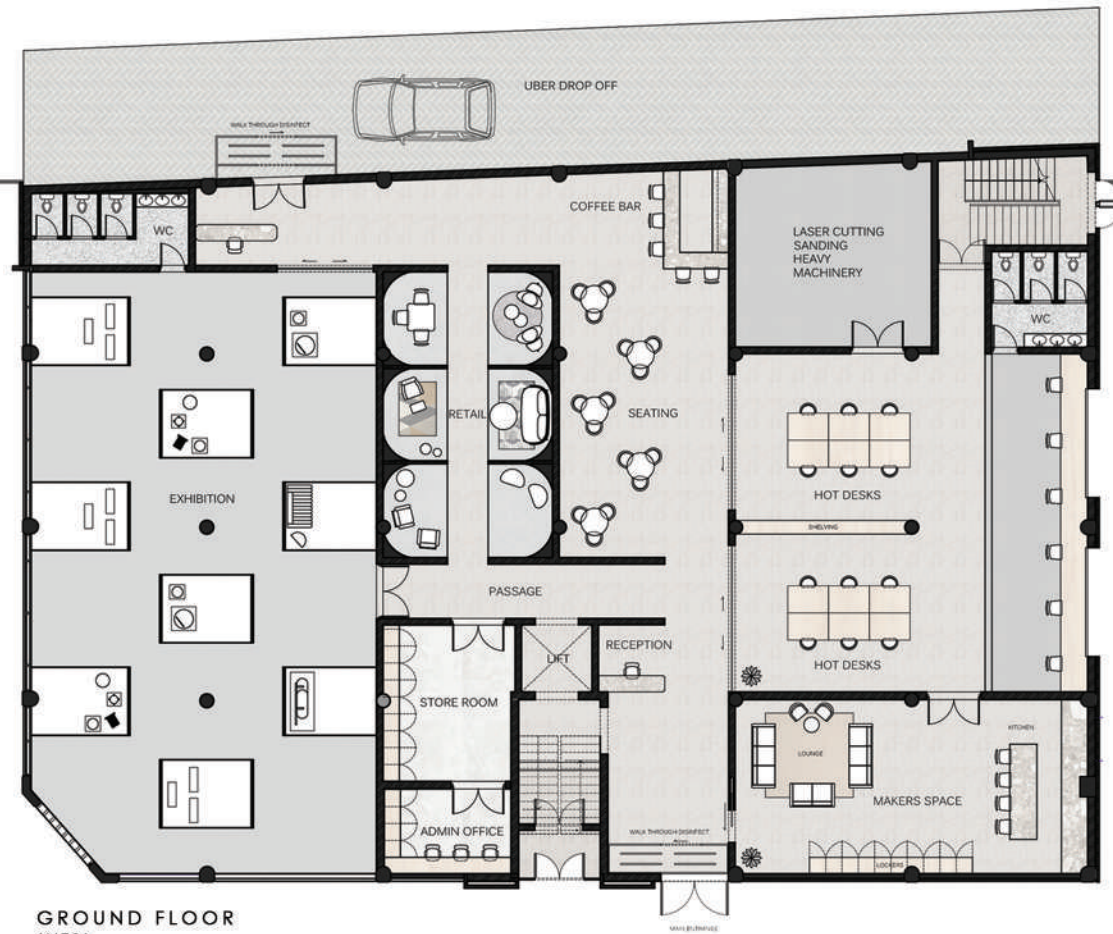 UBER DROP OFF
WALK THROUGH DISINFECT
COFFEE BAR
WC
LASER CUTTING
SANDING
HEAVY
MACHINERY
WC
RETAIL
SEATING
HOT DESKS
EXHIBITION
SHELVING
PASSAGE
RECEPTION
LIFT
HOT DESKS
STORE ROOM
KITCHEN
LOUNGE
MAKERS SPACE
WALK THROUGH DISINFECT
ADMIN OFFICE
LOCKERS
GROUND FLOOR